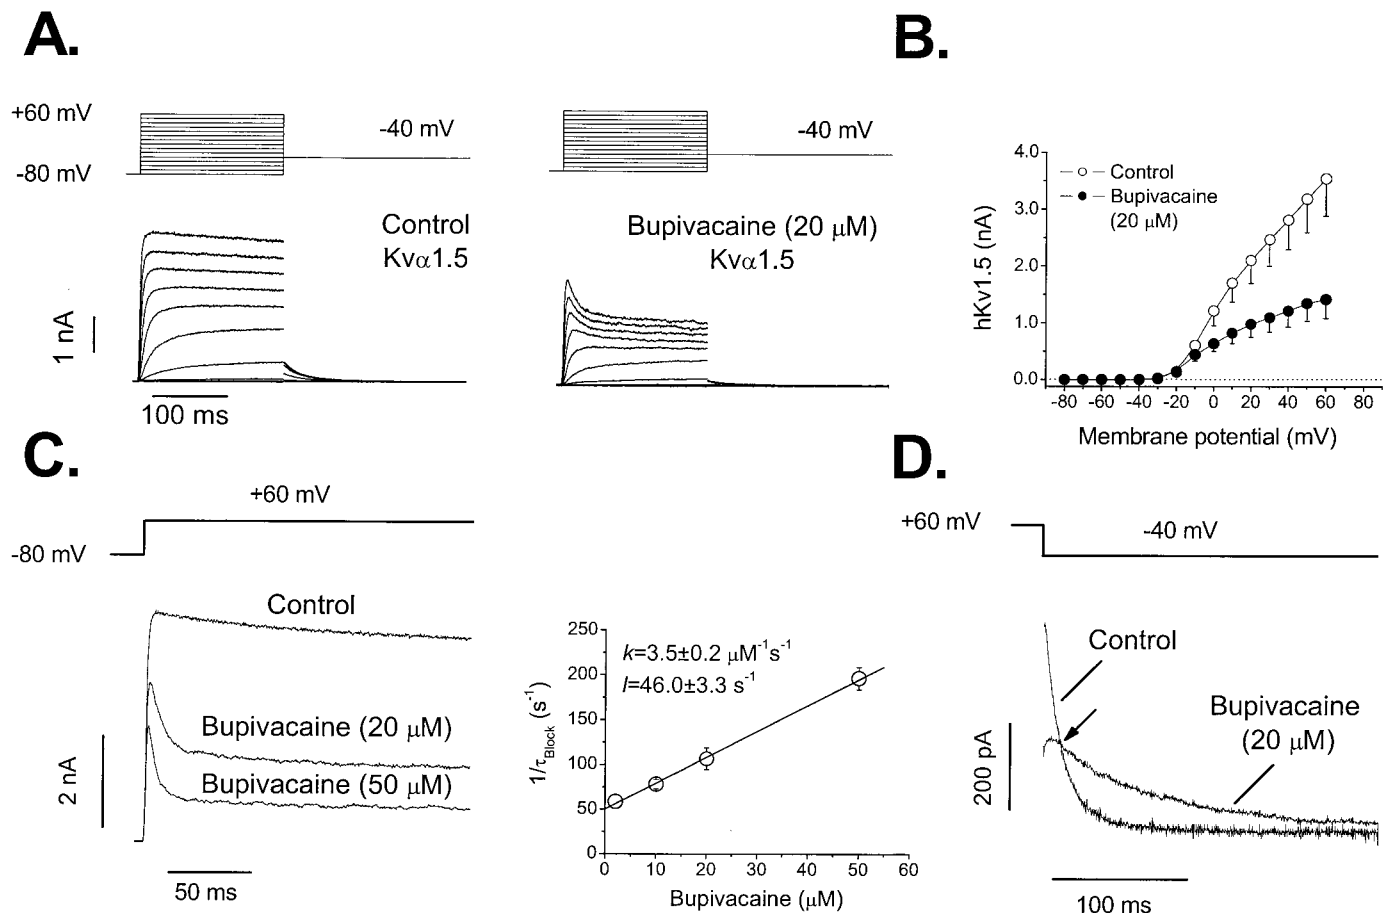 A.
+60 mV
-80 mV
-40 mV
Control
Kvα1.5
1 nA
100 ms
-40 mV
Bupivacaine (20 μM)
Kvα1.5
B.
hKv1.5 (nA)
4.0
3.0
2.0
1.0
0.0
Control
Bupivacaine
(20 μM)
-80 -60 -40 -20 0 20 40 60 80
Membrane potential (mV)
C.
+60 mV
-80 mV
Control
Bupivacaine (20 μM)
Bupivacaine (50 μM)
2 nA
50 ms
1/τBlock (s-1)
250
200
150
100
50
0
k=3.5±0.2 μM-1s-1
l=46.0±3.3 s-1
0 10 20 30 40 50 60
Bupivacaine (μM)
D.
+60 mV
-40 mV
Control
Bupivacaine
(20 μM)
200 pA
100 ms